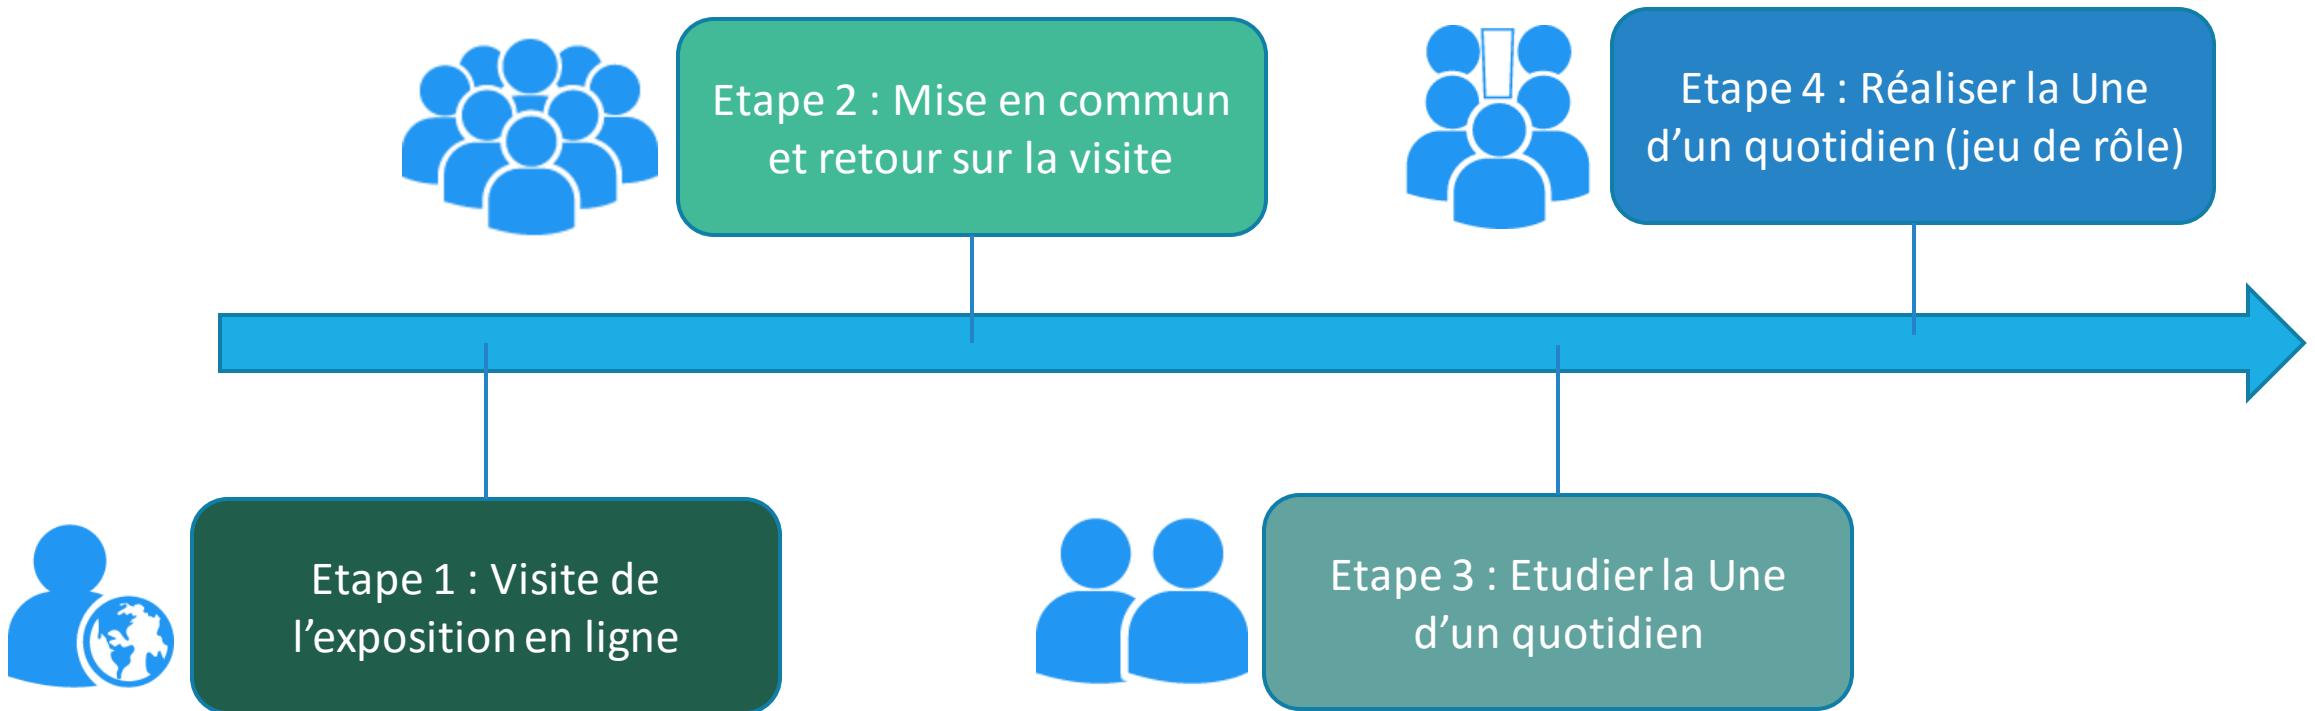 Etape 1 : Visite de
l’exposition en ligne
Etape 2 : Mise en commun
et retour sur la visite
Etape 3 : Etudier la Une
d’un quotidien
Etape 4 : Réaliser la Une
d’un quotidien (jeu de rôle)